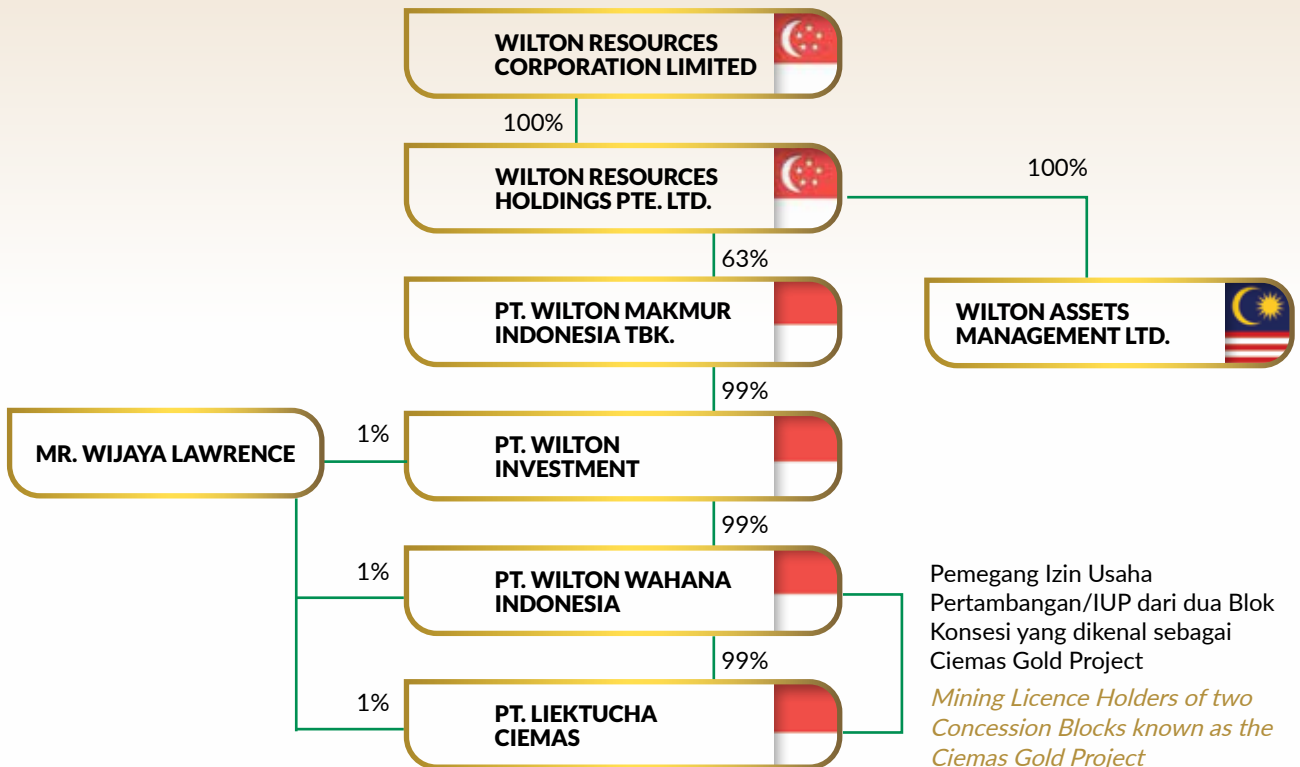 WILTON RESOURCES
CORPORATION LIMITED
100%
WILTON RESOURCES
HOLDINGS PTE. LTD.
100%
63%
PT. WILTON MAKMUR
INDONESIA TBK.
WILTON ASSETS
MANAGEMENT LTD.
99%
MR. WIJAYA LAWRENCE
1%
PT. WILTON
INVESTMENT
99%
1%
PT. WILTON WAHANA
INDONESIA
99%
1%
PT. LIEKTUCHA
CIEMAS
Pemegang Izin Usaha
Pertambangan/IUP dari dua Blok
Konsesi yang dikenal sebagai
Ciemas Gold Project
Mining Licence Holders of two
Concession Blocks known as the
Ciemas Gold Project